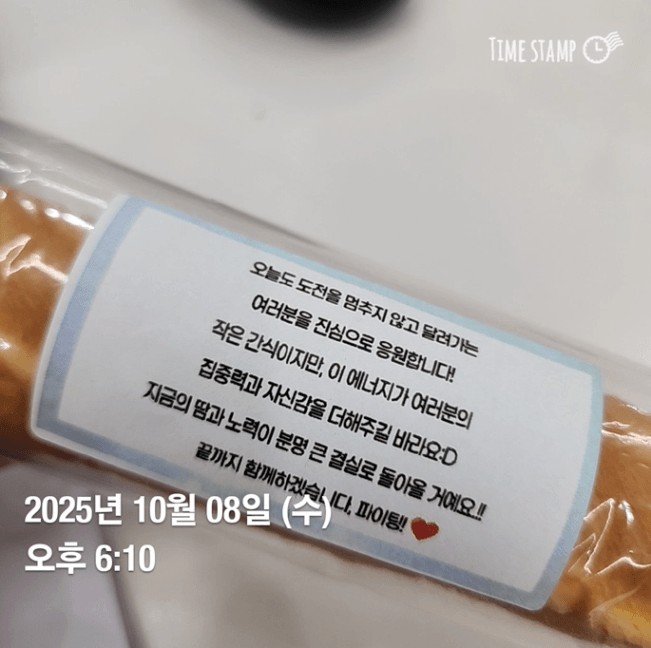 TIME STAMP
오늘도 도전을 멈추지 않고 달려가는
여러분을 진심으로 응원합니다!
작은 간식이지만, 이 에너지가 여러분의
집중력과 자신감을 더해주길 바라요:D
지금의 땀과 노력이 분명 큰 결실로 돌아올 거예요.!!
끝까지 함께하겠습니다, 파이팅!! ❤️
2025년 10월 08일 (수)
오후 6:10